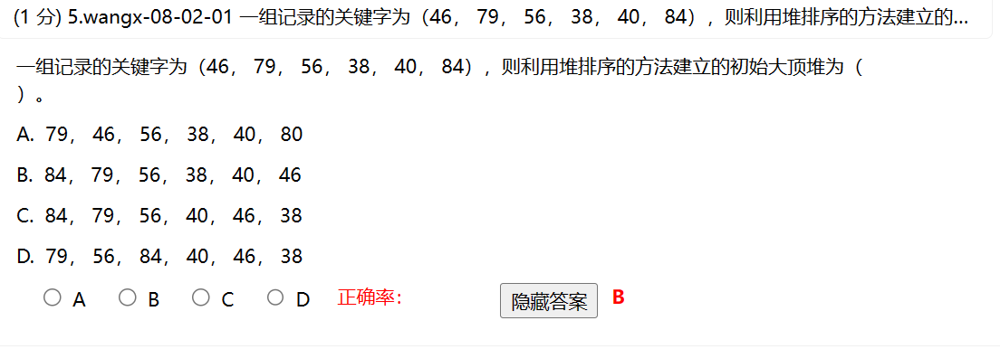 (1 分) 5.wangx-08-02-01 一组记录的关键字为（46， 79， 56， 38， 40， 84），则利用堆排序的方法建立的...
一组记录的关键字为（46， 79， 56， 38， 40， 84），则利用堆排序的方法建立的初始大顶堆为（
）。
A. 79， 46， 56， 38， 40， 80
B. 84， 79， 56， 38， 40， 46
C. 84， 79， 56， 40， 46， 38
D. 79， 56， 84， 40， 46， 38
A B C D 正确率： 隐藏答案 B